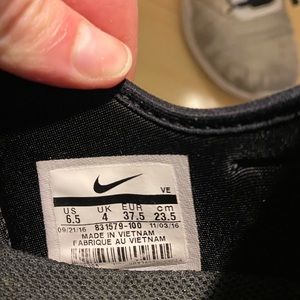 VE
US UK EUR cm
6.5 4 37.5 23.5
09/21/16 831579-100 11/03/16
MADE IN VIETNAM
FABRIQUE AU VIETNAM